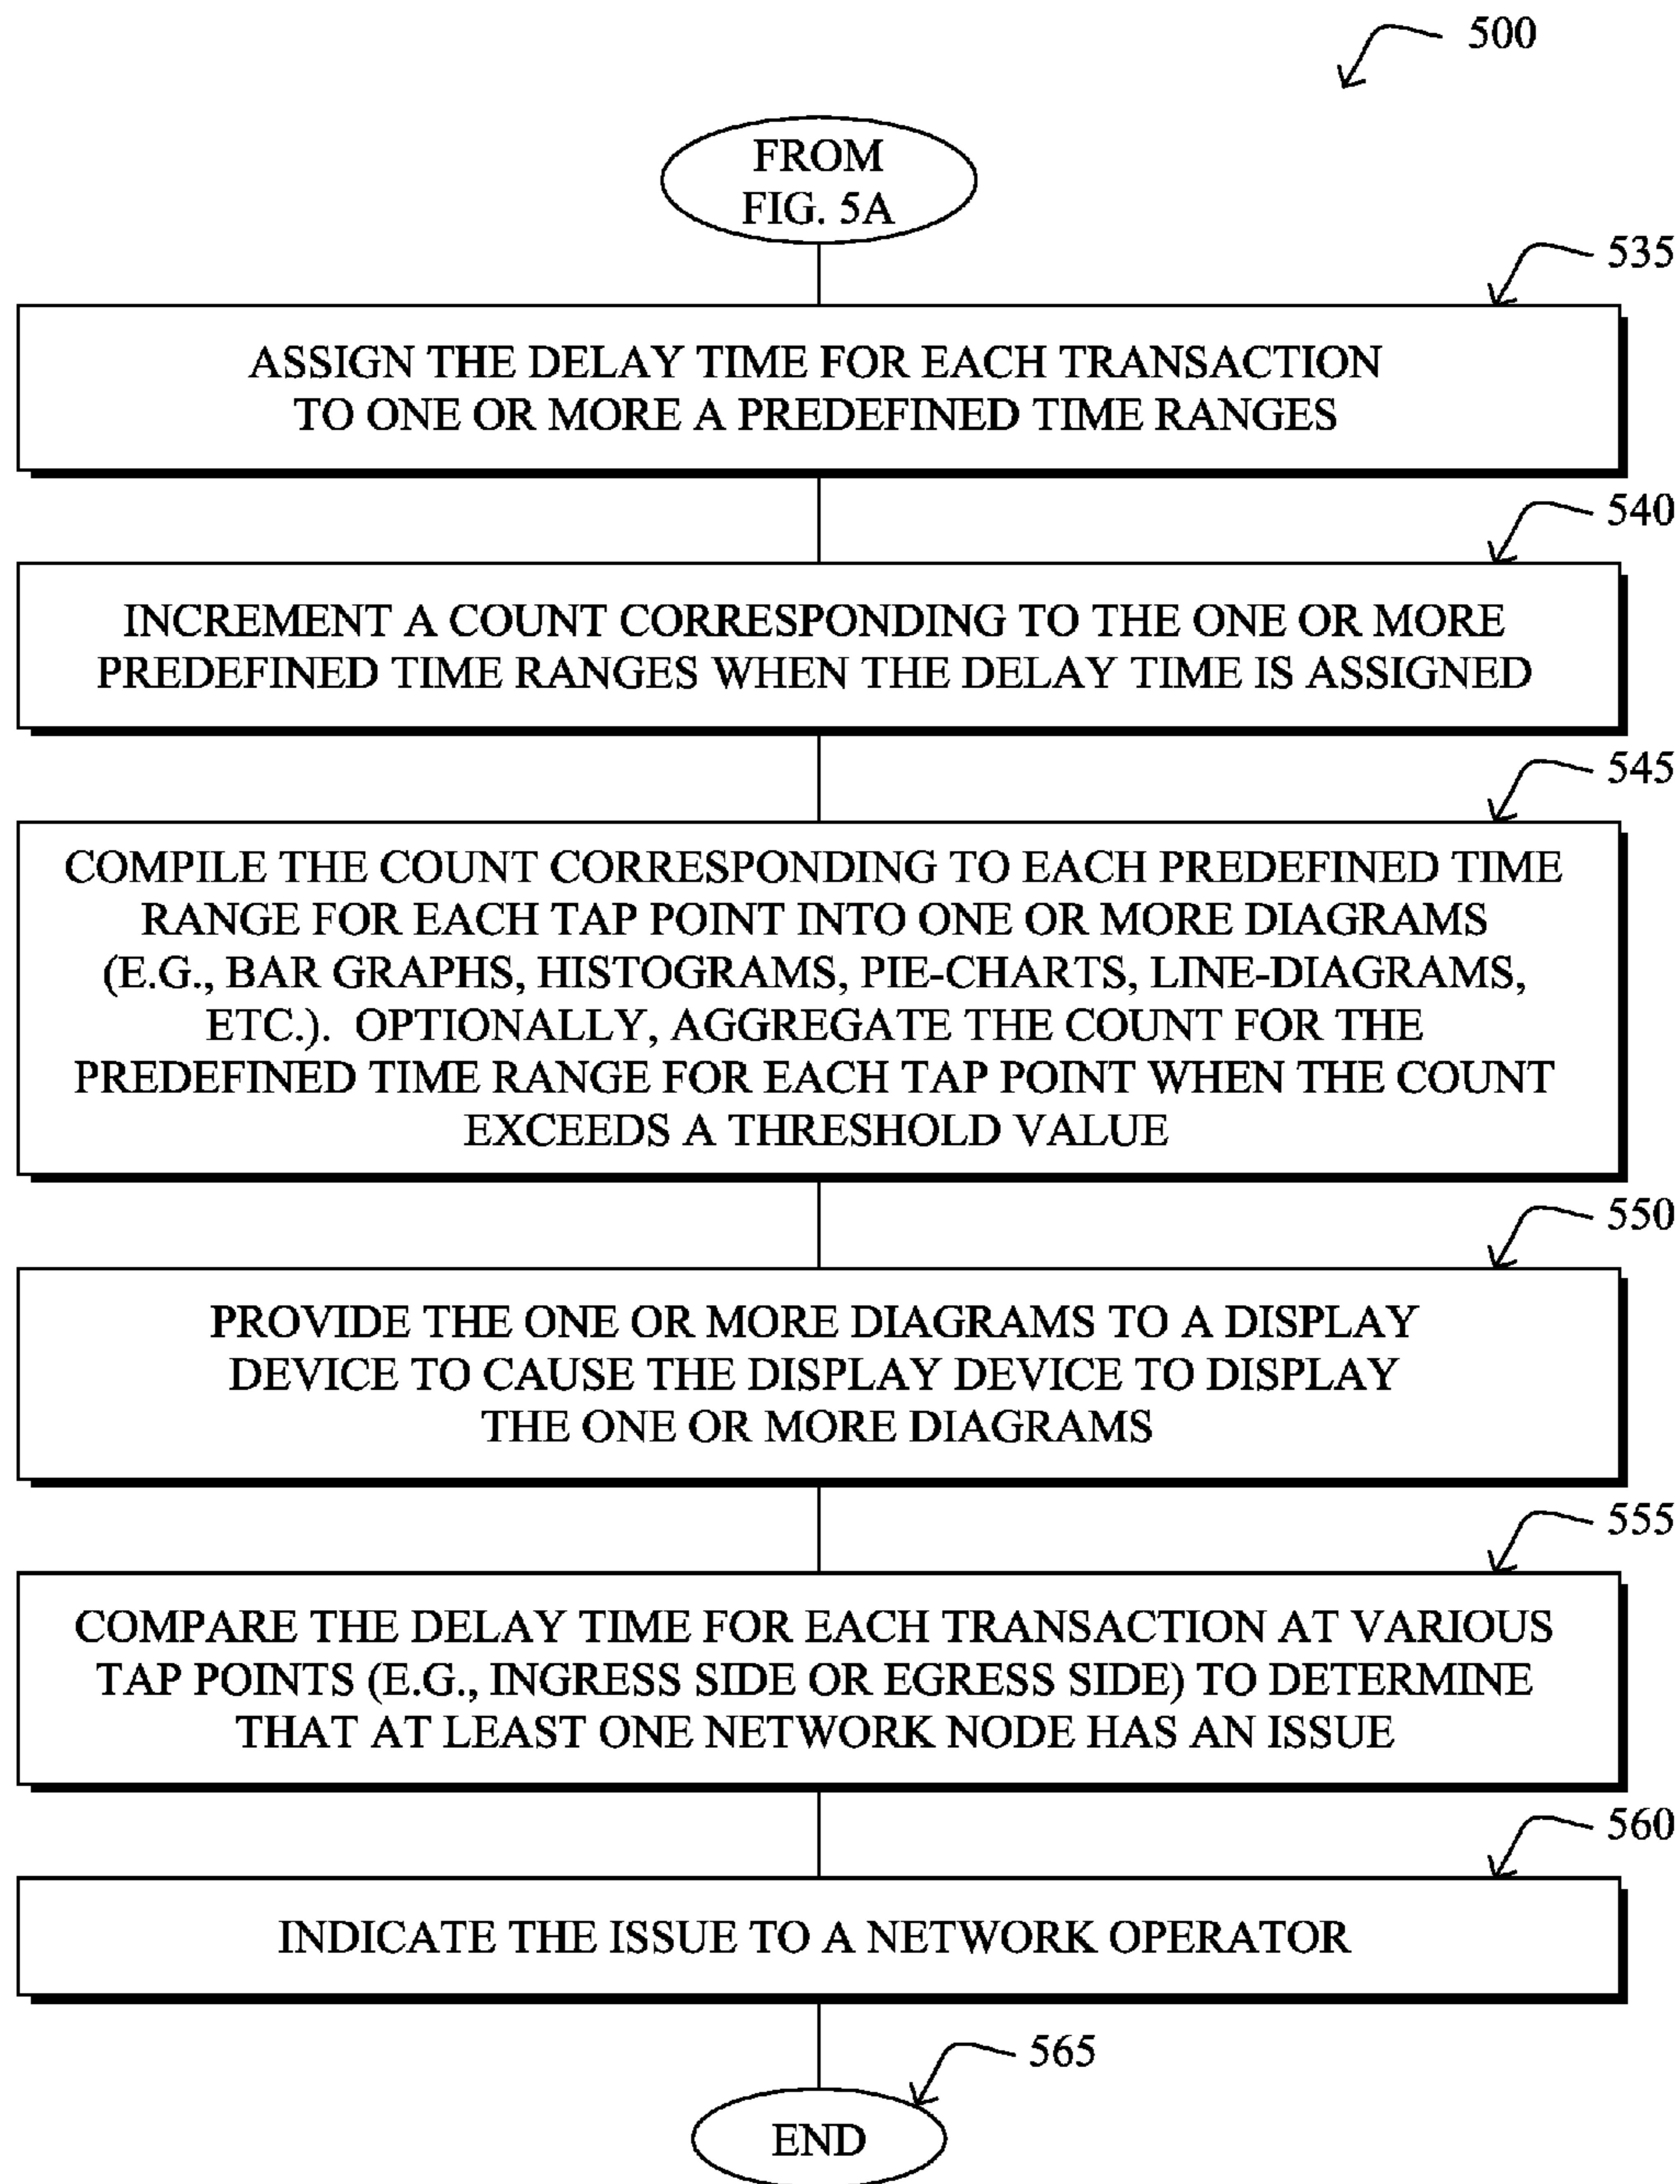 500
FROM
FIG. 5A
535
ASSIGN THE DELAY TIME FOR EACH TRANSACTION
TO ONE OR MORE A PREDEFINED TIME RANGES
540
INCREMENT A COUNT CORRESPONDING TO THE ONE OR MORE
PREDEFINED TIME RANGES WHEN THE DELAY TIME IS ASSIGNED
545
COMPILE THE COUNT CORRESPONDING TO EACH PREDEFINED TIME
RANGE FOR EACH TAP POINT INTO ONE OR MORE DIAGRAMS
(E.G., BAR GRAPHS, HISTOGRAMS, PIE-CHARTS, LINE-DIAGRAMS,
ETC.). OPTIONALLY, AGGREGATE THE COUNT FOR THE
PREDEFINED TIME RANGE FOR EACH TAP POINT WHEN THE COUNT
EXCEEDS A THRESHOLD VALUE
550
PROVIDE THE ONE OR MORE DIAGRAMS TO A DISPLAY
DEVICE TO CAUSE THE DISPLAY DEVICE TO DISPLAY
THE ONE OR MORE DIAGRAMS
555
COMPARE THE DELAY TIME FOR EACH TRANSACTION AT VARIOUS
TAP POINTS (E.G., INGRESS SIDE OR EGRESS SIDE) TO DETERMINE
THAT AT LEAST ONE NETWORK NODE HAS AN ISSUE
560
INDICATE THE ISSUE TO A NETWORK OPERATOR
565
END